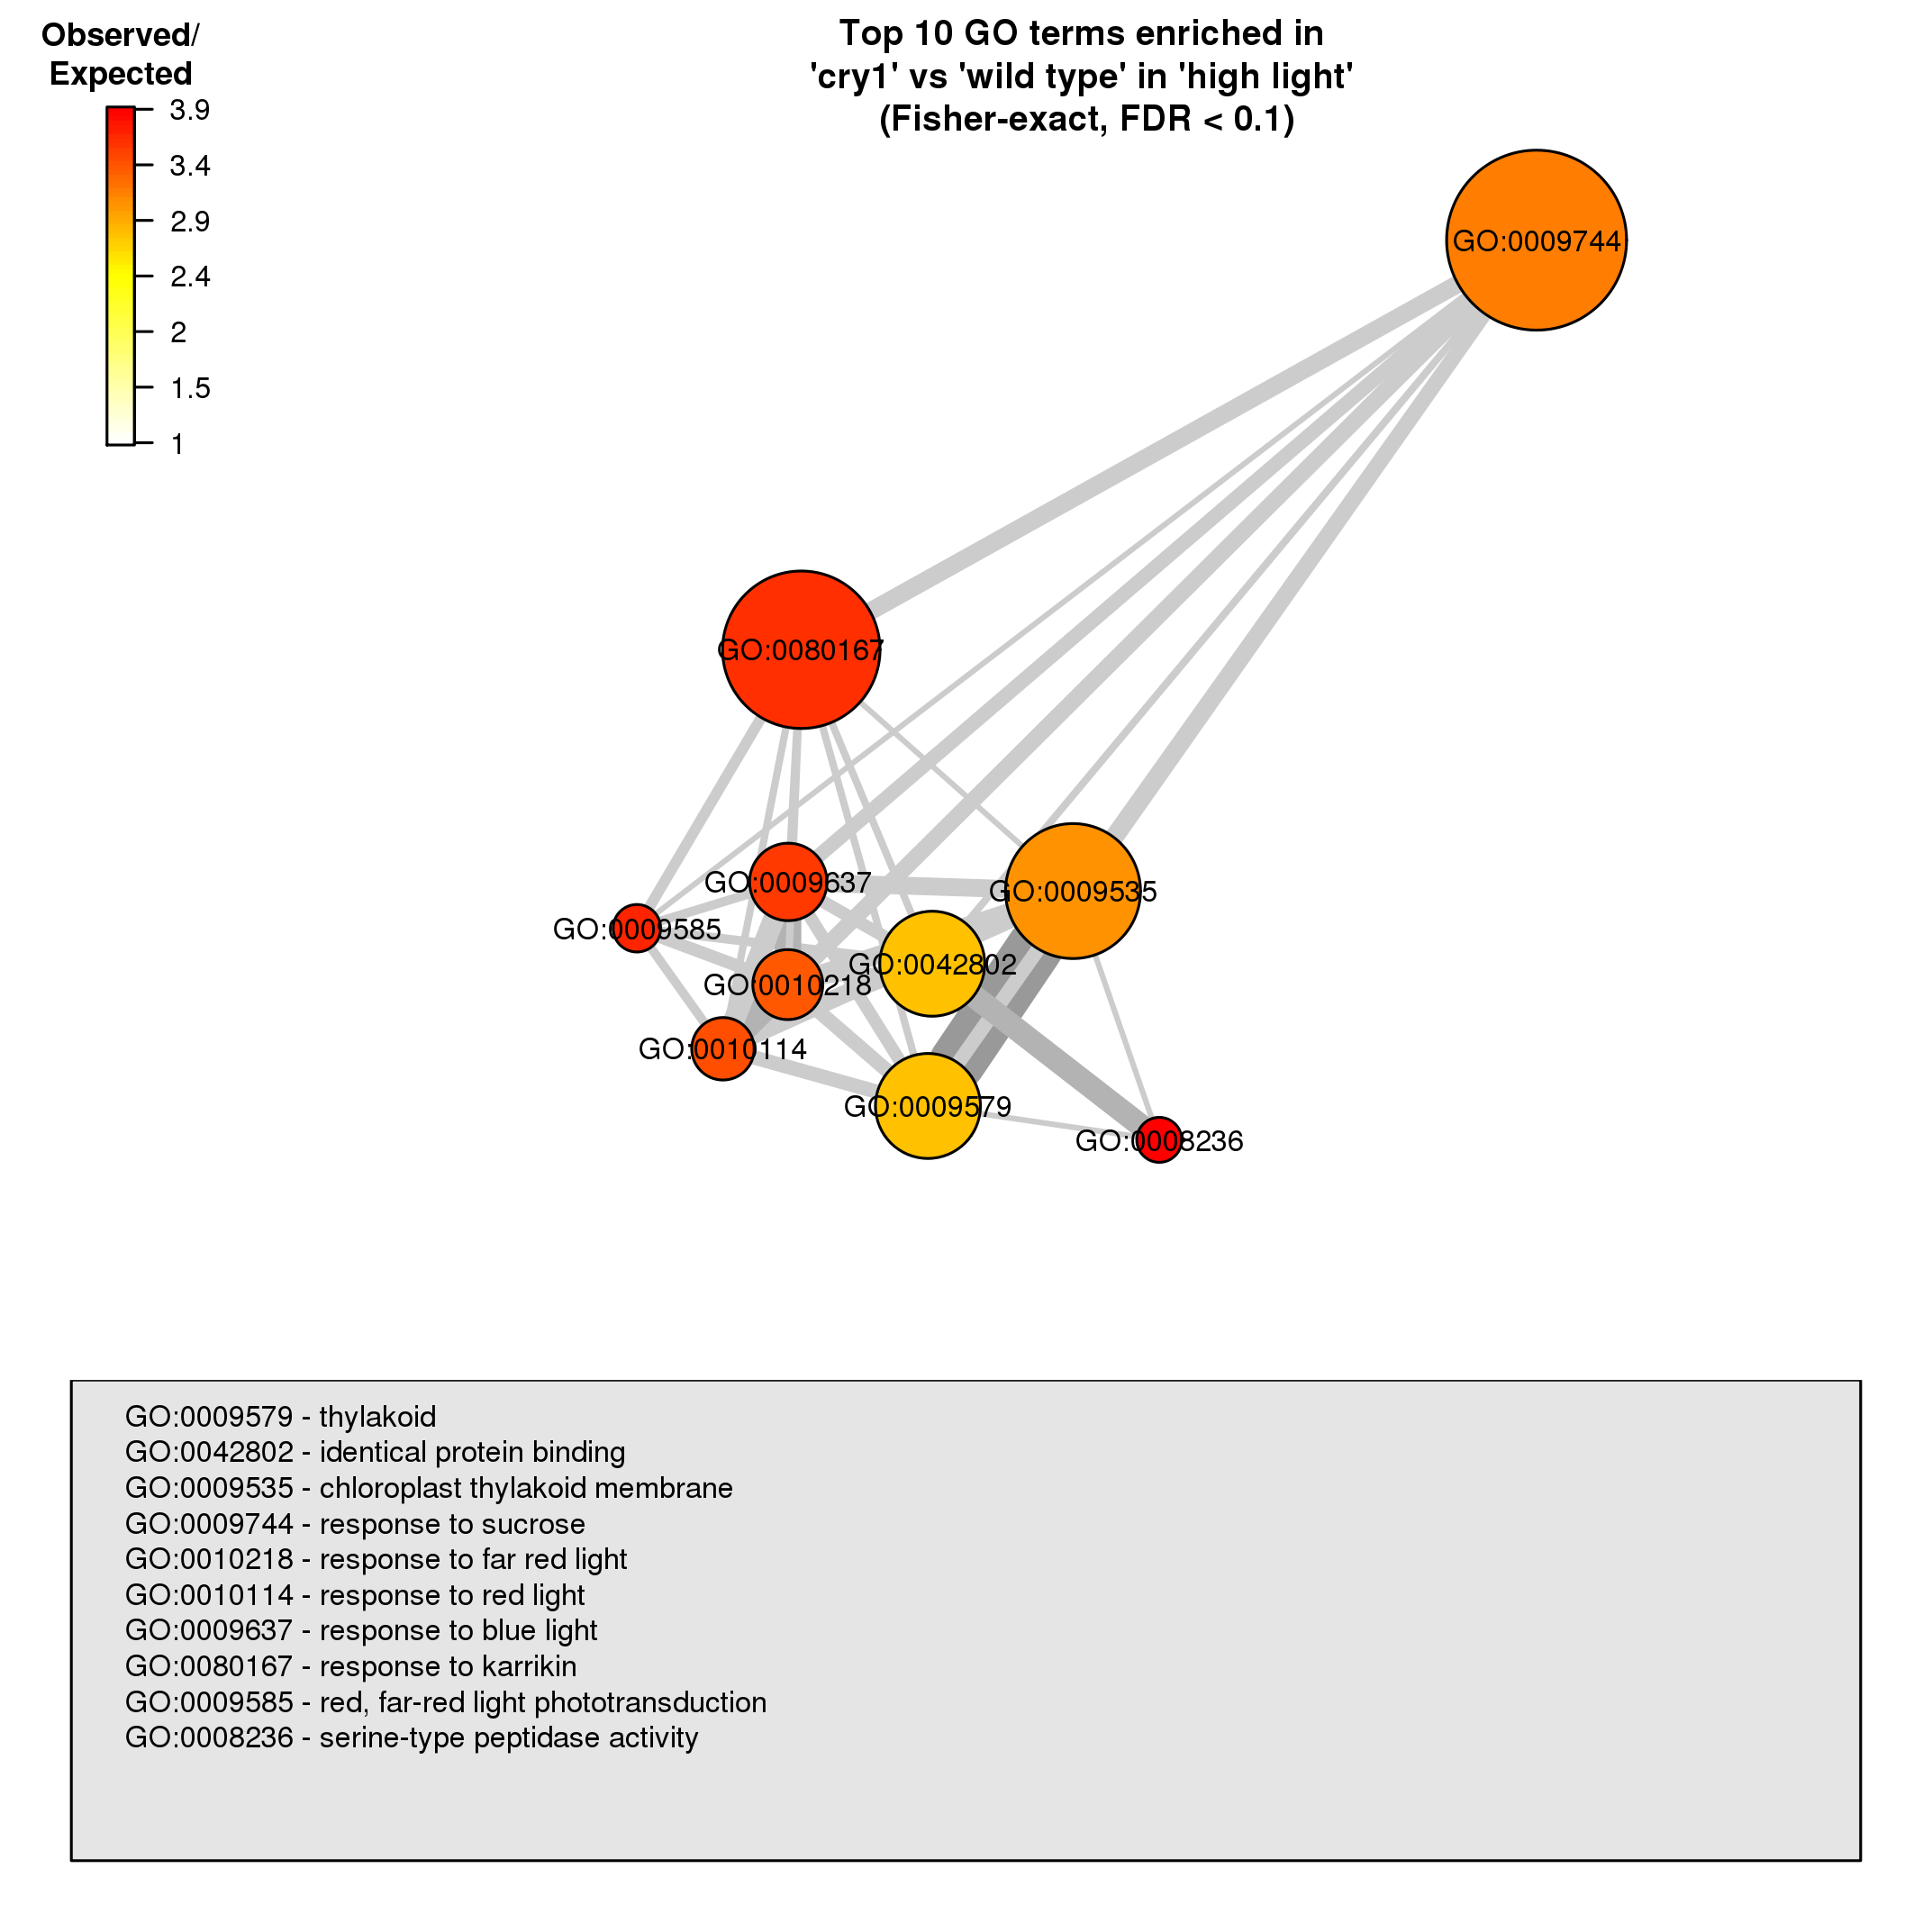 Observed/
Expected
3.9
3.4
2.9
2.4
2
1.5
1
Top 10 GO terms enriched in
'cry1' vs 'wild type' in 'high light'
(Fisher-exact, FDR < 0.1)
GO:0009744
GO:0080167
GO:0009637
GO:0009535
GO:0009585
GO:0042802
GO:0010218
GO:0010114
GO:0009579
GO:0008236
GO:0009579 - thylakoid
GO:0042802 - identical protein binding
GO:0009535 - chloroplast thylakoid membrane
GO:0009744 - response to sucrose
GO:0010218 - response to far red light
GO:0010114 - response to red light
GO:0009637 - response to blue light
GO:0080167 - response to karrikin
GO:0009585 - red, far-red light phototransduction
GO:0008236 - serine-type peptidase activity